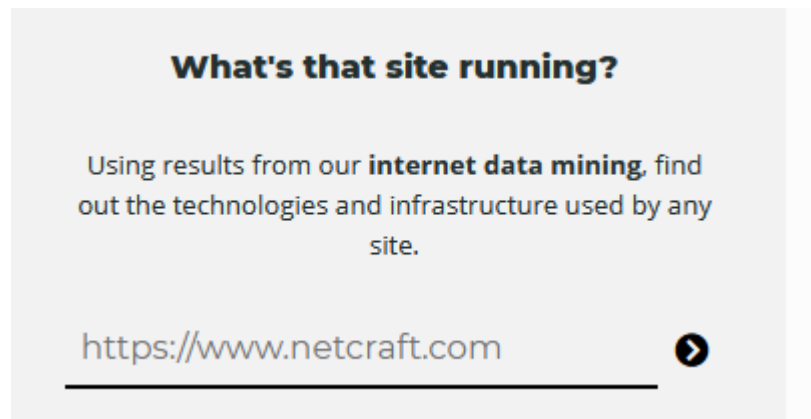 What's that site running?
Using results from our internet data mining, find
out the technologies and infrastructure used by any
site.
https://www.netcraft.com